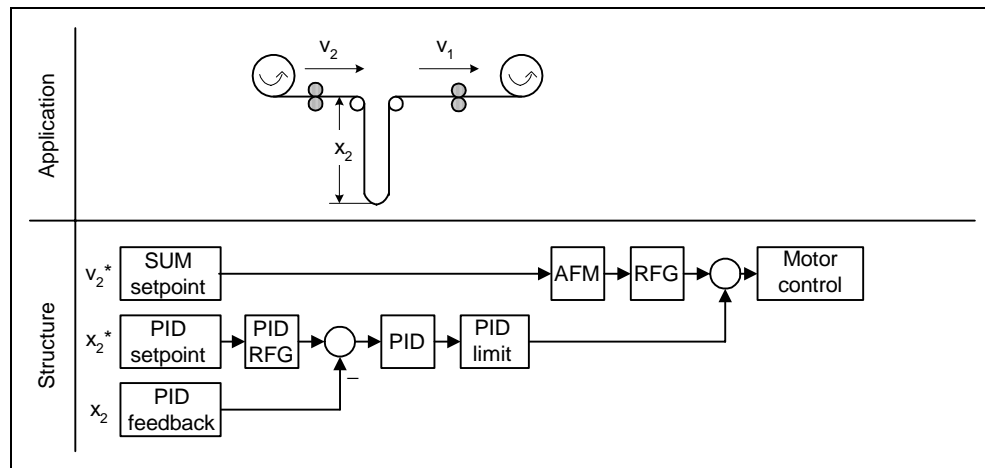 Application
v2
v1
x2
Structure
v2*
SUM
setpoint
AFM
RFG
Motor
control
x2*
PID
setpoint
PID
RFG
PID
PID
limit
–
x2
PID
feedback